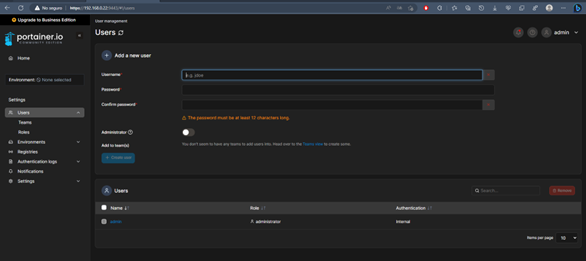 No seguro
https://192.168.0.22:9443/#!/users
Upgrade to Business Edition
portainer.io
COMMUNITY EDITION
Home
Environment: None selected
Settings
Users
Teams
Roles
Environments
Registries
Authentication logs
Notifications
Settings
User management
Users
admin
Add a new user
Username
e.g. jdoe
Password
Confirm password
The password must be at least 12 characters long.
Administrator
Add to team(s)
You don't seem to have any teams to add users into. Head over to the Teams view to create some.
Create user
Users
Search...
Remove
Name
Role
Authentication
admin
administrator
Internal
Items per page
10